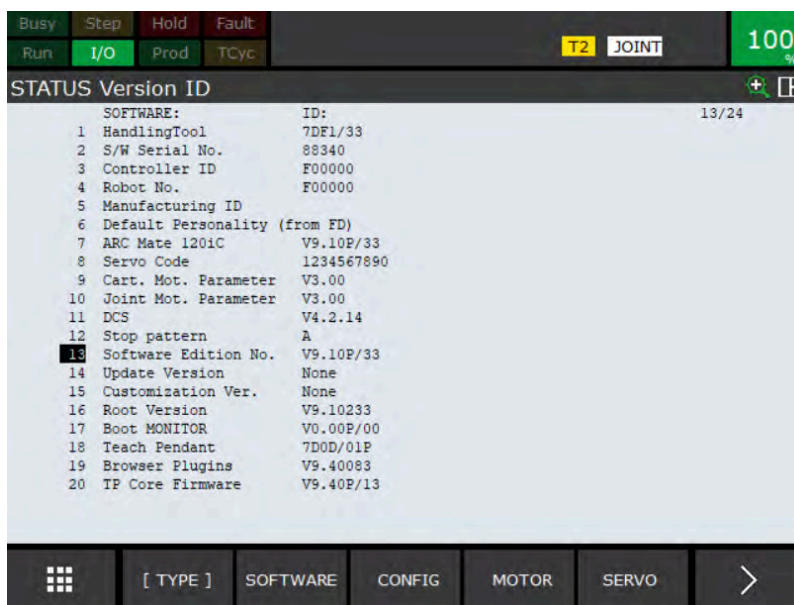 Busy Step Hold Fault
Run I/O Prod TCyc
T2 JOINT
100
%
STATUS Version ID
SOFTWARE: ID: 13/24
1 HandlingTool 7DF1/33
2 S/W Serial No. 88340
3 Controller ID F00000
4 Robot No. F00000
5 Manufacturing ID
6 Default Personality (from FD)
7 ARC Mate 120iC V9.10P/33
8 Servo Code 1234567890
9 Cart. Mot. Parameter V3.00
10 Joint Mot. Parameter V3.00
11 DCS V4.2.14
12 Stop pattern A
13 Software Edition No. V9.10P/33
14 Update Version None
15 Customization Ver. None
16 Root Version V9.10233
17 Boot MONITOR V0.00P/00
18 Teach Pendant 7D0D/01P
19 Browser Plugins V9.40083
20 TP Core Firmware V9.40P/13
[ TYPE ] SOFTWARE CONFIG MOTOR SERVO